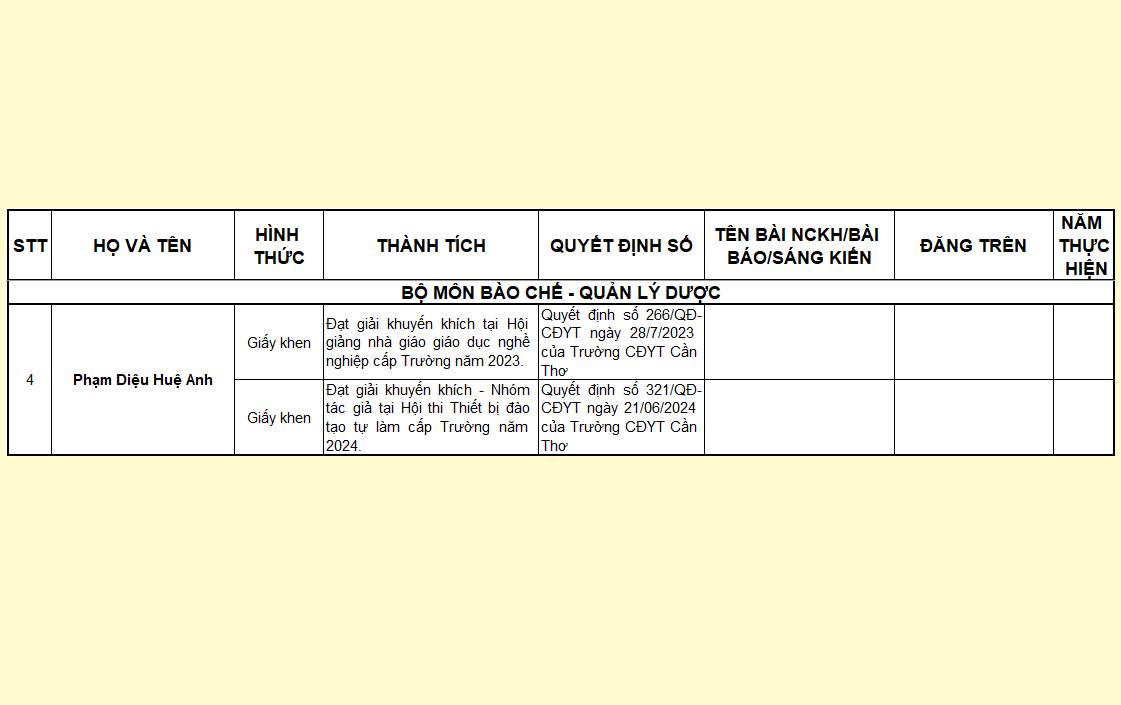 STT
HỌ VÀ TÊN
HÌNH
THỨC
THÀNH TÍCH
QUYẾT ĐỊNH SỐ
TÊN BÀI NCKH/BÀI
BÁO/SÁNG KIẾN
ĐĂNG TRÊN
NĂM
THỰC
HIỆN
BỘ MÔN BÀO CHẾ - QUẢN LÝ DƯỢC
4
Phạm Diệu Huệ Anh
Giấy khen
Đạt giải khuyến khích tại Hội
giảng nhà giáo giáo dục nghề
nghiệp cấp Trường năm 2023.
Quyết định số 266/QĐ-
CĐYT ngày 28/7/2023
của Trường CĐYT Cần
Thơ
Giấy khen
Đạt giải khuyến khích - Nhóm
tác giả tại Hội thi Thiết bị đào
tạo tự làm cấp Trường năm
2024.
Quyết định số 321/QĐ-
CĐYT ngày 21/06/2024
của Trường CĐYT Cần
Thơ